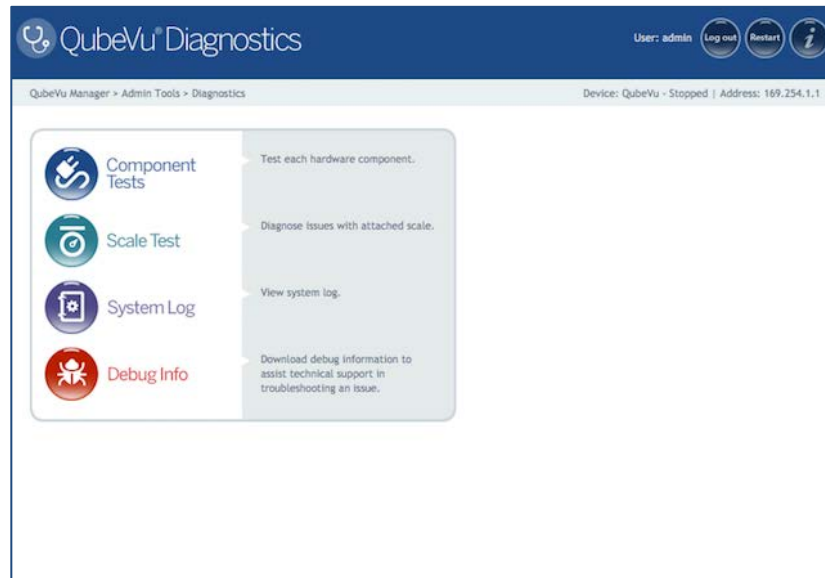 QubeVu® Diagnostics
User: admin
Log out
Restart
i
QubeVu Manager > Admin Tools > Diagnostics
Device: QubeVu - Stopped | Address: 169.254.1.1
Component
Tests
Test each hardware component.
Scale Test
Diagnose issues with attached scale.
System Log
View system log.
Debug Info
Download debug information to
assist technical support in
troubleshooting an issue.